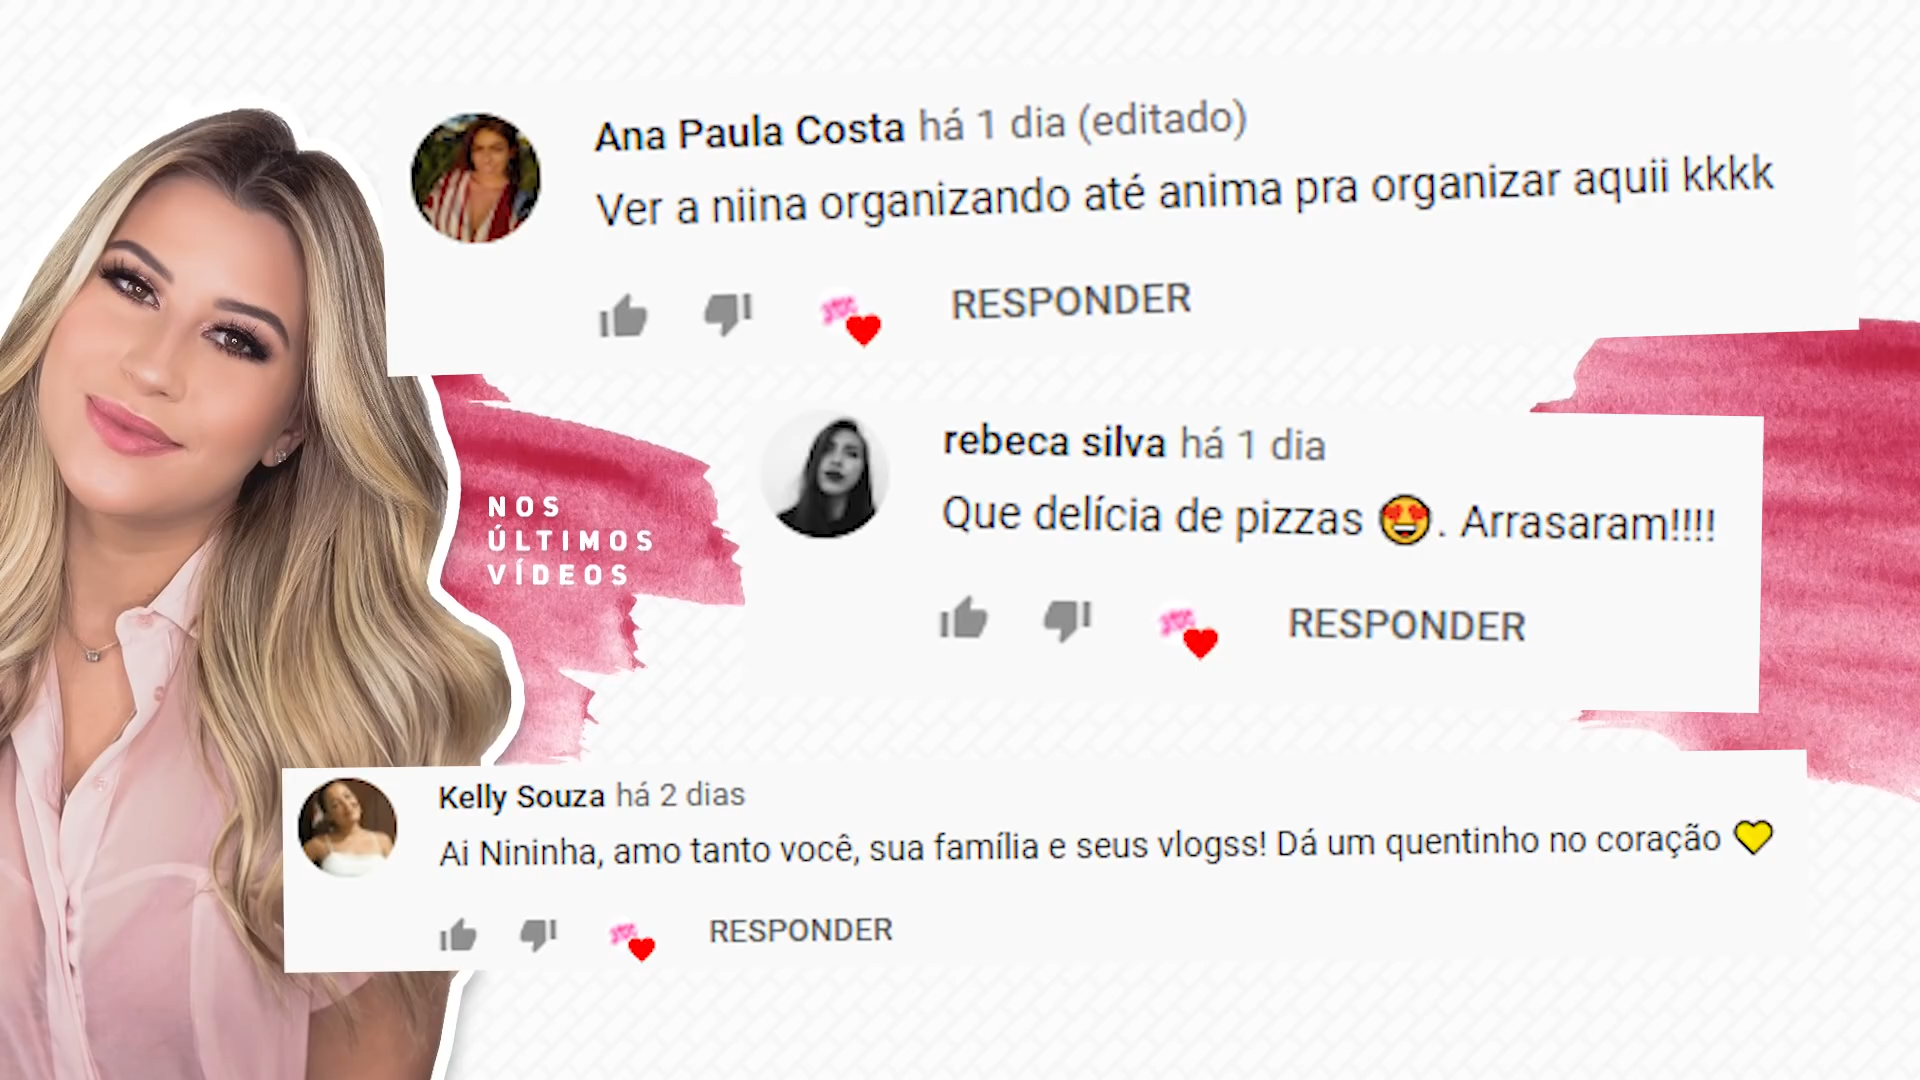 Ana Paula Costa há 1 dia (editado)
Ver a niina organizando até anima pra organizar aquii kkkk
RESPONDER
NOS
ÚLTIMOS
VÍDEOS
rebeca silva há 1 dia
Que delícia de pizzas 😍. Arrasaram!!!!
RESPONDER
Kelly Souza há 2 dias
Ai Nininha, amo tanto você, sua família e seus vlogss! Dá um quentinho no coração 💛
RESPONDER